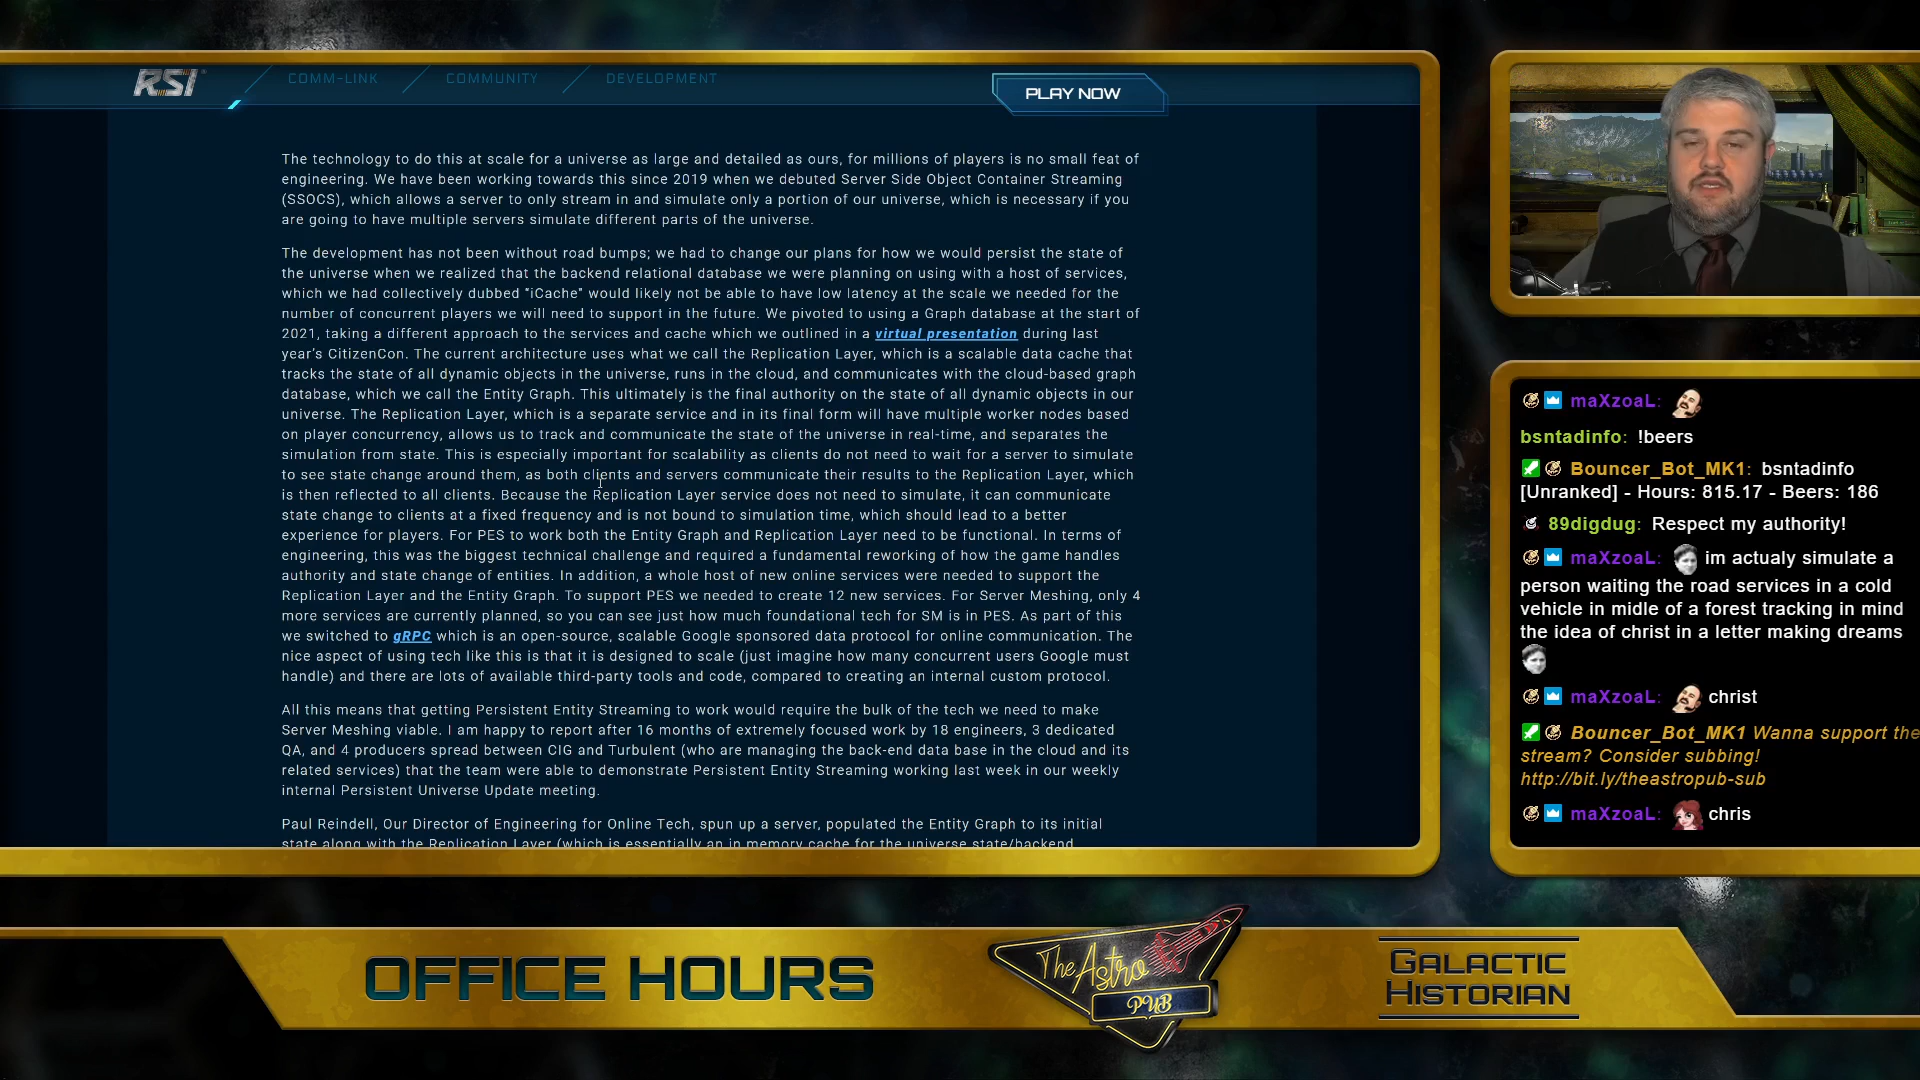 RSI
COMM-LINK
COMMUNITY
DEVELOPMENT
PLAY NOW
The technology to do this at scale for a universe as large and detailed as ours, for millions of players is no small feat of
engineering. We have been working towards this since 2019 when we debuted Server Side Object Container Streaming
(SSOCS), which allows a server to only stream in and simulate only a portion of our universe, which is necessary if you
are going to have multiple servers simulate different parts of the universe.
The development has not been without road bumps; we had to change our plans for how we would persist the state of
the universe when we realized that the backend relational database we were planning on using with a host of services,
which we had collectively dubbed “iCache” would likely not be able to have low latency at the scale we needed for the
number of concurrent players we will need to support in the future. We pivoted to using a Graph database at the start of
2021, taking a different approach to the services and cache which we outlined in a virtual presentation during last
year’s CitizenCon. The current architecture uses what we call the Replication Layer, which is a scalable data cache that
tracks the state of all dynamic objects in the universe, runs in the cloud, and communicates with the cloud-based graph
database, which we call the Entity Graph. This ultimately is the final authority on the state of all dynamic objects in our
universe. The Replication Layer, which is a separate service and in its final form will have multiple worker nodes based
on player concurrency, allows us to track and communicate the state of the universe in real-time, and separates the
simulation from state. This is especially important for scalability as clients do not need to wait for a server to simulate
to see state change around them, as both clients and servers communicate their results to the Replication Layer, which
is then reflected to all clients. Because the Replication Layer service does not need to simulate, it can communicate
state change to clients at a fixed frequency and is not bound to simulation time, which should lead to a better
experience for players. For PES to work both the Entity Graph and Replication Layer need to be functional. In terms of
engineering, this was the biggest technical challenge and required a fundamental reworking of how the game handles
authority and state change of entities. In addition, a whole host of new online services were needed to support the
Replication Layer and the Entity Graph. To support PES we needed to create 12 new services. For Server Meshing, only 4
more services are currently planned, so you can see just how much foundational tech for SM is in PES. As part of this
we switched to gRPC which is an open-source, scalable Google sponsored data protocol for online communication. The
nice aspect of using tech like this is that it is designed to scale (just imagine how many concurrent users Google must
handle) and there are lots of available third-party tools and code, compared to creating an internal custom protocol.
All this means that getting Persistent Entity Streaming to work would require the bulk of the tech we need to make
Server Meshing viable. I am happy to report after 16 months of extremely focused work by 18 engineers, 3 dedicated
QA, and 4 producers spread between CIG and Turbulent (who are managing the back-end data base in the cloud and its
related services) that the team were able to demonstrate Persistent Entity Streaming working last week in our weekly
internal Persistent Universe Update meeting.
Paul Reindell, Our Director of Engineering for Online Tech, spun up a server, populated the Entity Graph to its initial
state along with the Replication Layer (which is essentially an in memory cache for the universe state/backend
maXzoaL:
bsntadinfo: !beers
Bouncer_Bot_MK1: bsntadinfo
[Unranked] - Hours: 815.17 - Beers: 186
89digdug: Respect my authority!
maXzoaL: im actualy simulate a
person waiting the road services in a cold
vehicle in midle of a forest tracking in mind
the idea of christ in a letter making dreams
maXzoaL: christ
Bouncer_Bot_MK1 Wanna support the
stream? Consider subbing!
http://bit.ly/theastropub-sub
maXzoaL: chris
OFFICE HOURS
The Astro
PUB
GALACTIC
HISTORIAN